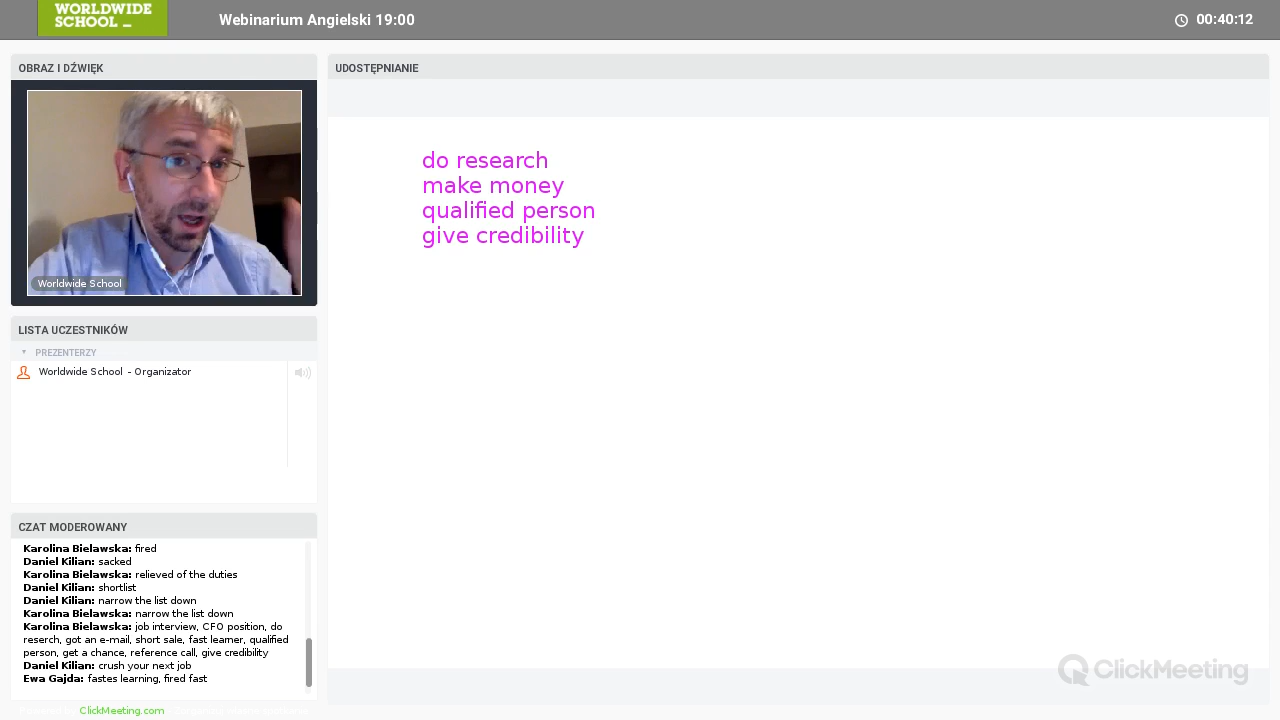 WORLDWIDE
SCHOOL
Webinarium Angielski 19:00
00:40:12
OBRAZ I DŹWIĘK
UDOSTĘPNIANIE
Worldwide School
do research
make money
qualified person
give credibility
LISTA UCZESTNIKÓW
PREZENTERZY
Worldwide School - Organizator
CZAT MODEROWANY
Karolina Bielawska: fired
Daniel Kilian: sacked
Karolina Bielawska: relieved of the duties
Daniel Kilian: shortlist
Daniel Kilian: narrow the list down
Karolina Bielawska: narrow the list down
Karolina Bielawska: job interview, CFO position, do
reserch, got an e-mail, short sale, fast learner, qualified
person, get a chance, reference call, give credibility
Daniel Kilian: crush your next job
Ewa Gajda: fastes learning, fired fast
ClickMeeting
ClickMeeting.com